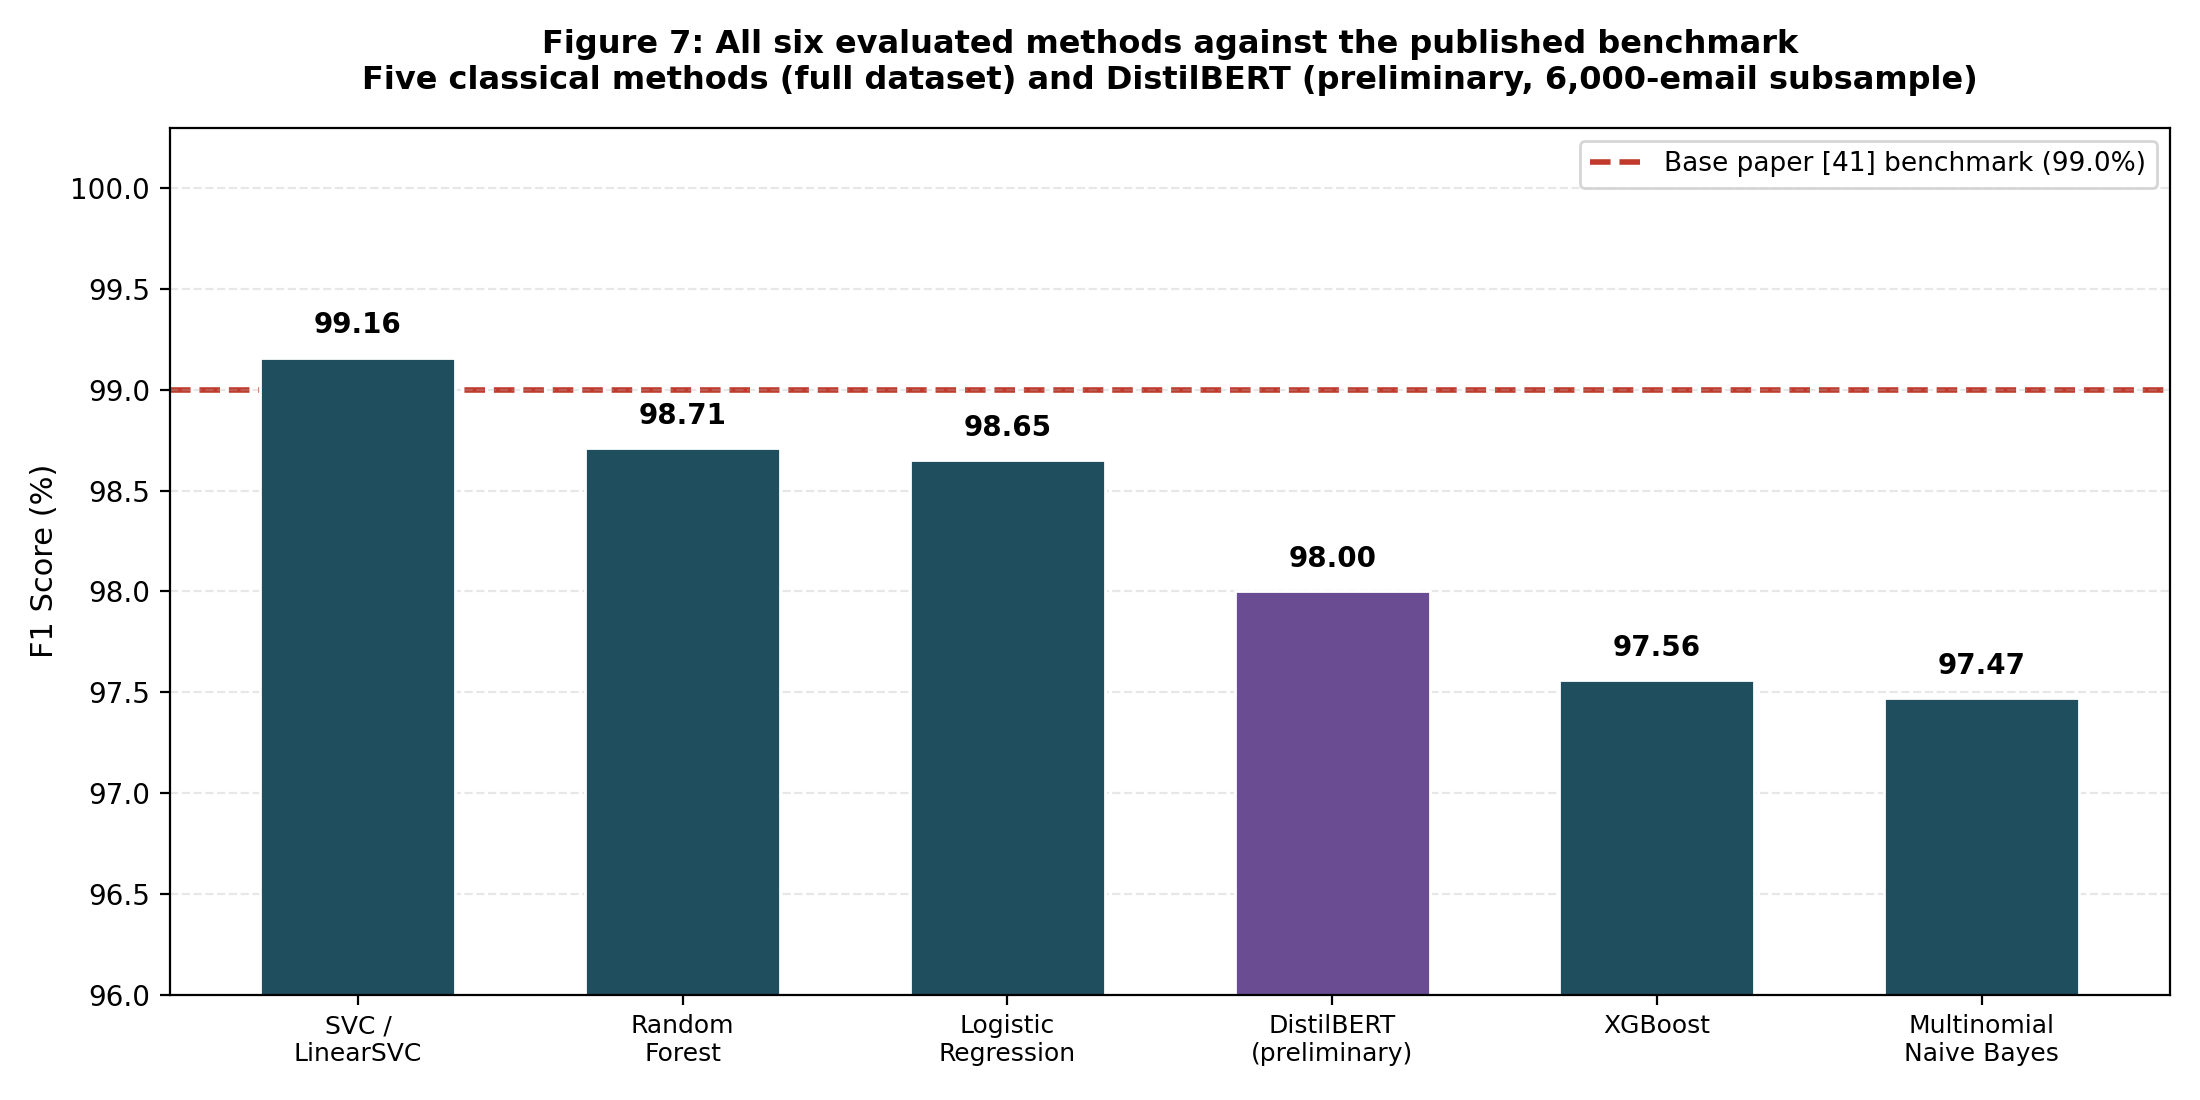 Figure 7: All six evaluated methods against the published benchmark
Five classical methods (full dataset) and DistilBERT (preliminary, 6,000-email subsample)
Base paper [41] benchmark (99.0%)
F1 Score (%)
100.0
99.5
99.0
98.5
98.0
97.5
97.0
96.5
96.0
99.16
98.71
98.65
98.00
97.56
97.47
SVC /
LinearSVC
Random
Forest
Logistic
Regression
DistilBERT
(preliminary)
XGBoost
Multinomial
Naive Bayes